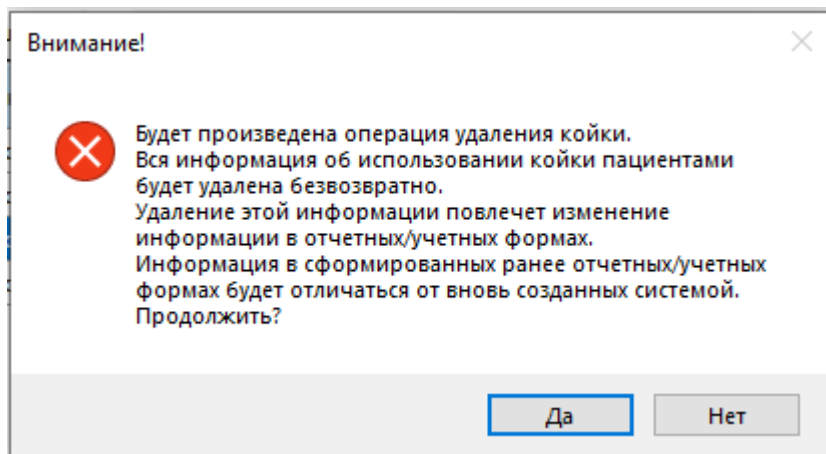 Внимание!
Будет произведена операция удаления койки.
Вся информация об использовании койки пациентами
будет удалена безвозвратно.
Удаление этой информации повлечет изменение
информации в отчетных/учетных формах.
Информация в сформированных ранее отчетных/учетных
формах будет отличаться от вновь созданных системой.
Продолжить?
Да
Нет